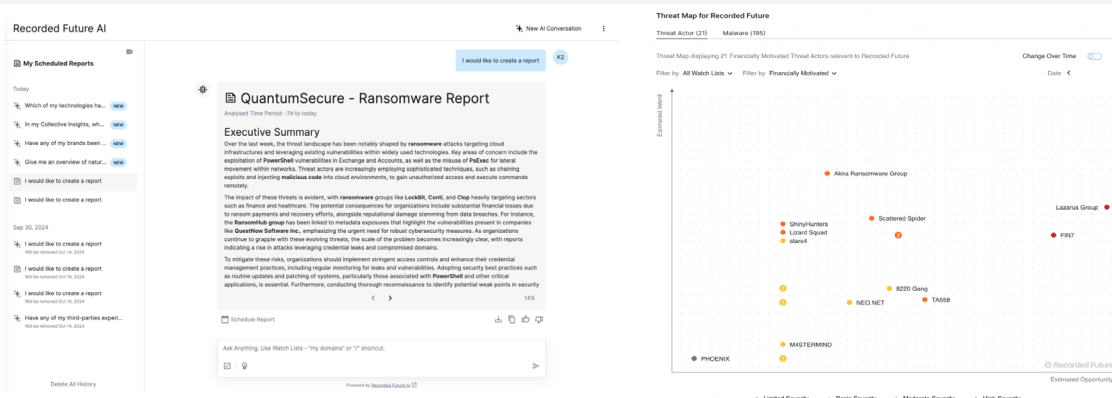 Recorded Future AI
New AI Conversation
My Scheduled Reports
Today
Which of my technologies ha... NEW
In my Collective Insights, wh... NEW
Have any of my brands been ... NEW
Give me an overview of natur... NEW
I would like to create a report
I would like to create a report
Sep 30, 2024
I would like to create a report
Will be removed Oct 14, 2024
I would like to create a report
Will be removed Oct 14, 2024
I would like to create a report
Will be removed Oct 14, 2024
Have any of my third-parties experi...
Will be removed Oct 14, 2024
Delete All History
I would like to create a report
K2
QuantumSecure - Ransomware Report
Analysed Time Period: -7d to today
Executive Summary
Over the last week, the threat landscape has been notably shaped by ransomware attacks targeting cloud
infrastructures and leveraging existing vulnerabilities within widely used technologies. Key areas of concern include the
exploitation of PowerShell vulnerabilities in Exchange and Accounts, as well as the misuse of PsExec for lateral
movement within networks. Threat actors are increasingly employing sophisticated techniques, such as chaining
exploits and injecting malicious code into cloud environments, to gain unauthorized access and execute commands
remotely.
The impact of these threats is evident, with ransomware groups like LockBit, Conti, and Clop heavily targeting sectors
such as finance and healthcare. The potential consequences for organizations include substantial financial losses due
to ransom payments and recovery efforts, alongside reputational damage stemming from data breaches. For instance,
the RansomHub group has been linked to metadata exposures that highlight the vulnerabilities present in companies
like QuestNow Software Inc., emphasizing the urgent need for robust cybersecurity measures. As organizations
continue to grapple with these evolving threats, the scale of the problem becomes increasingly clear, with reports
indicating a rise in attacks leveraging credential leaks and compromised domains.
To mitigate these risks, organizations should implement stringent access controls and enhance their credential
management practices, including regular monitoring for leaks and vulnerabilities. Adopting security best practices such
as routine updates and patching of systems, particularly those associated with PowerShell and other critical
applications, is essential. Furthermore, conducting thorough reconnaissance to identify potential weak points in security
14%
Schedule Report
Ask Anything. Use Watch Lists - "my domains" or "/" shortcut.
Powered by Recorded Future AI
Threat Map for Recorded Future
Threat Actor (21) Malware (195)
Threat Map displaying 21 Financially Motivated Threat Actors relevant to Recorded Future
Change Over Time
Filter by All Watch Lists Filter by Financially Motivated
Date
Estimated Intent
Akira Ransomware Group
Lazarus Group
Scattered Spider
ShinyHunters
Lizard Squad
stars4
2
FIN7
8220 Gang
TA558
NEO.NET
M4STERMIND
PHOENIX
2
Recorded Future
Estimated Opportunity
Limited Severity Basic Severity Moderate Severity High Severity